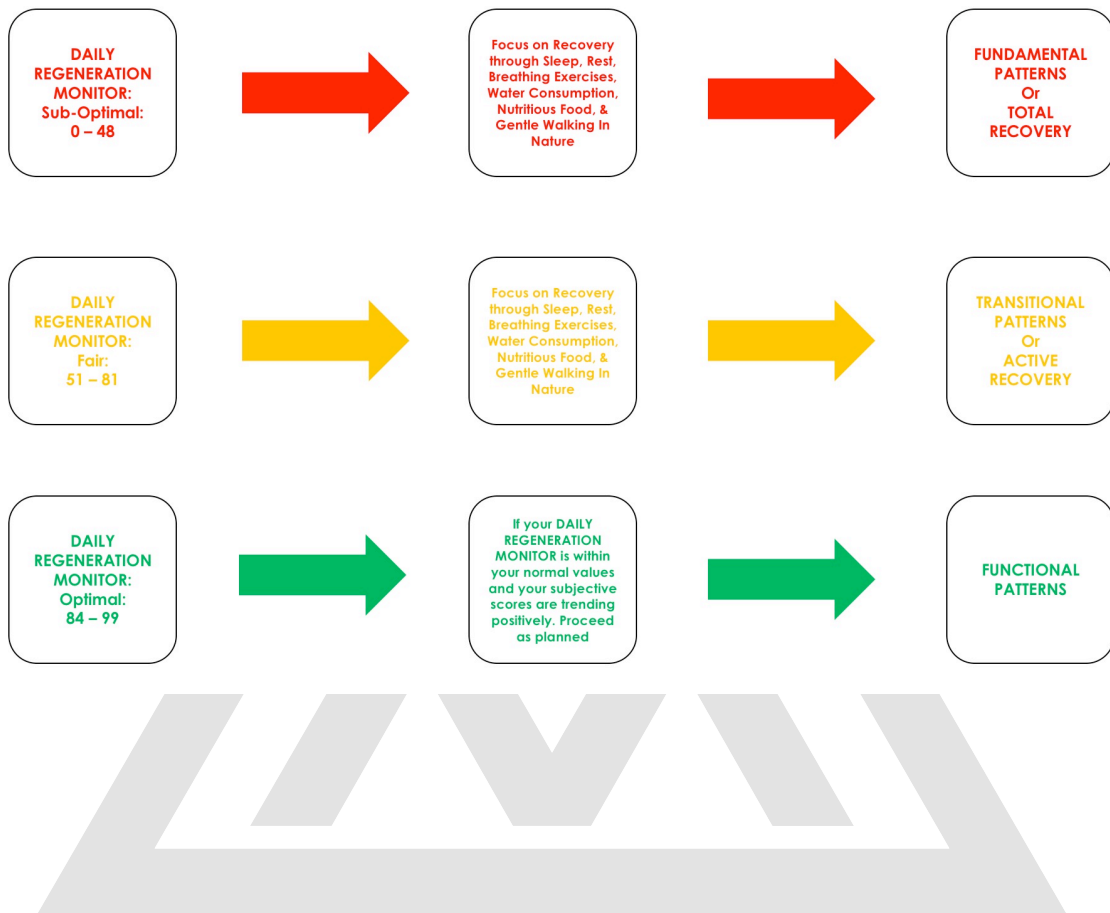 DAILY
REGENERATION
MONITOR:
Sub-Optimal:
0 – 48
Focus on Recovery
through Sleep, Rest,
Breathing Exercises,
Water Consumption,
Nutritious Food, &
Gentle Walking In
Nature
FUNDAMENTAL
PATTERNS
Or
TOTAL
RECOVERY
DAILY
REGENERATION
MONITOR:
Fair:
51 – 81
Focus on Recovery
through Sleep, Rest,
Breathing Exercises,
Water Consumption,
Nutritious Food, &
Gentle Walking In
Nature
TRANSITIONAL
PATTERNS
Or
ACTIVE
RECOVERY
DAILY
REGENERATION
MONITOR:
Optimal:
84 – 99
If your DAILY
REGENERATION
MONITOR is within
your normal values
and your subjective
scores are trending
positively. Proceed
as planned
FUNCTIONAL
PATTERNS